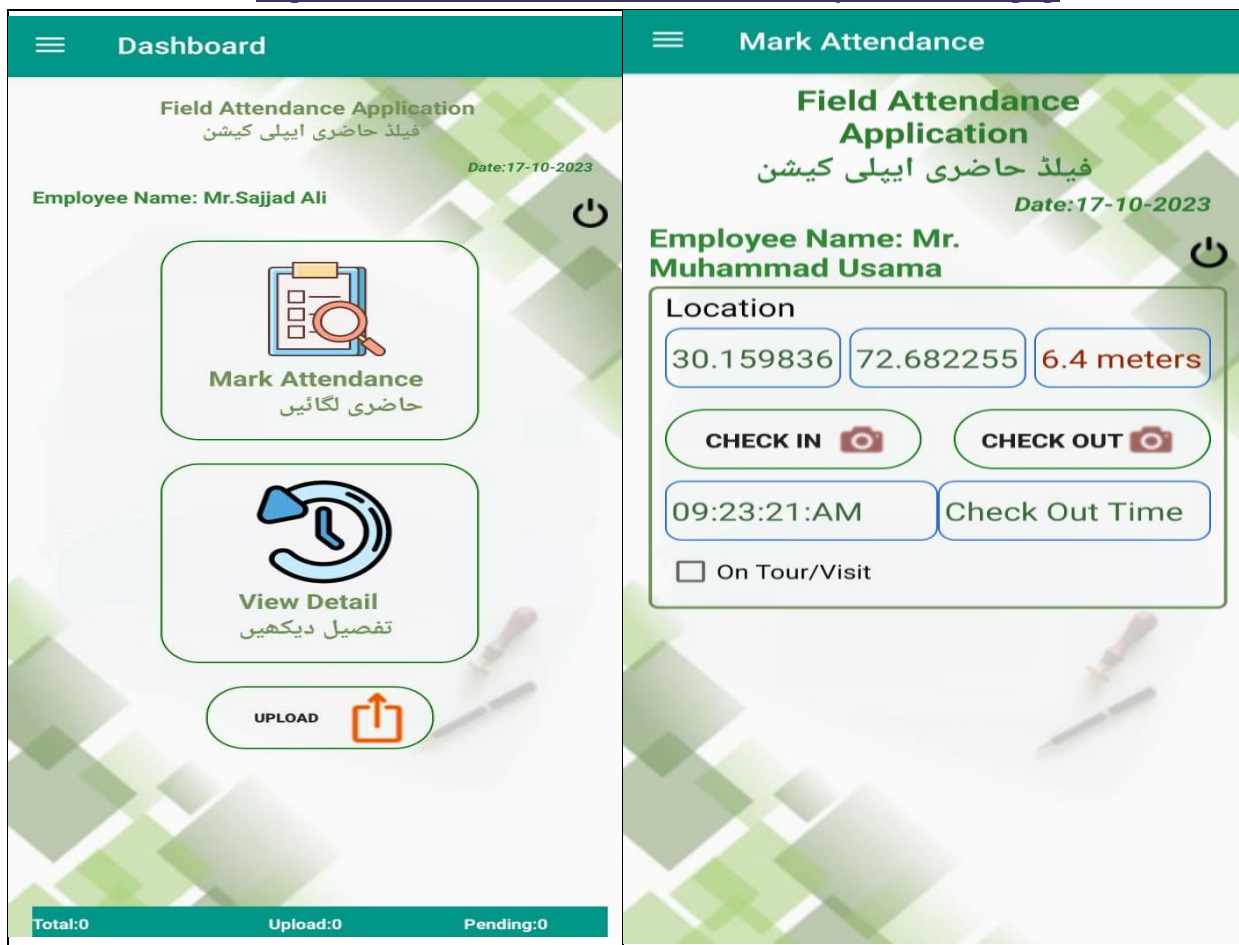 Dashboard
Field Attendance Application
فیلڈ حاضری ایپلی کیشن
Date:17-10-2023
Employee Name: Mr.Sajjad Ali
Mark Attendance
حاضری لگائیں
View Detail
تفصیل دیکھیں
UPLOAD
Total:0 Upload:0 Pending:0
Mark Attendance
Field Attendance
Application
فیلڈ حاضری ایپلی کیشن
Date:17-10-2023
Employee Name: Mr.
Muhammad Usama
Location
30.159836 72.682255 6.4 meters
CHECK IN CHECK OUT
09:23:21:AM Check Out Time
On Tour/Visit